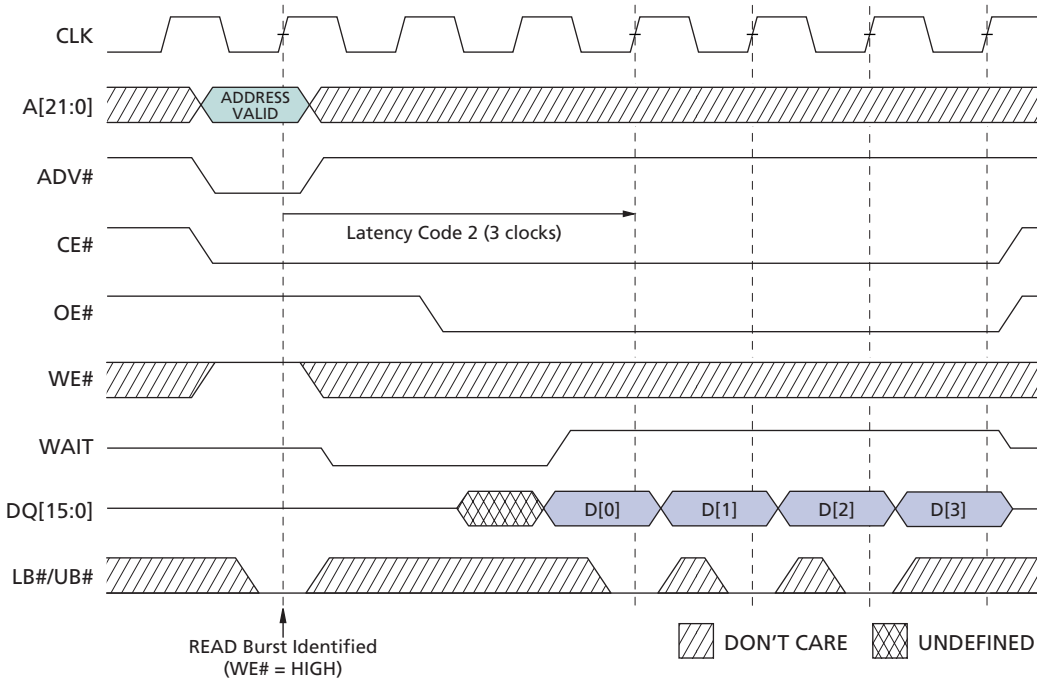 CLK
A[21:0]
ADDRESS
VALID
ADV#
Latency Code 2 (3 clocks)
CE#
OE#
WE#
WAIT
DQ[15:0]
D[0]
D[1]
D[2]
D[3]
LB#/UB#
READ Burst Identified
(WE# = HIGH)
DON'T CARE
UNDEFINED